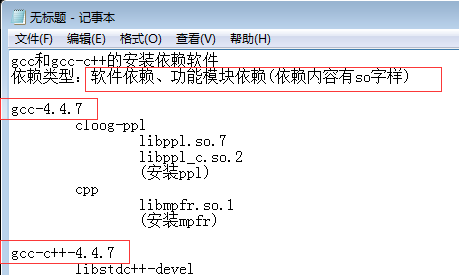 无标题 - 记事本
文件(F) 编辑(E) 格式(O) 查看(V) 帮助(H)
gcc和gcc-c++的安装依赖软件
依赖类型：软件依赖、功能模块依赖(依赖内容有so字样)
gcc-4.4.7
cloog-ppl
libppl.so.7
libppl_c.so.2
(安装ppl)
cpp
libmpfr.so.1
(安装mpfr)
gcc-c++-4.4.7
libstdc++-devel